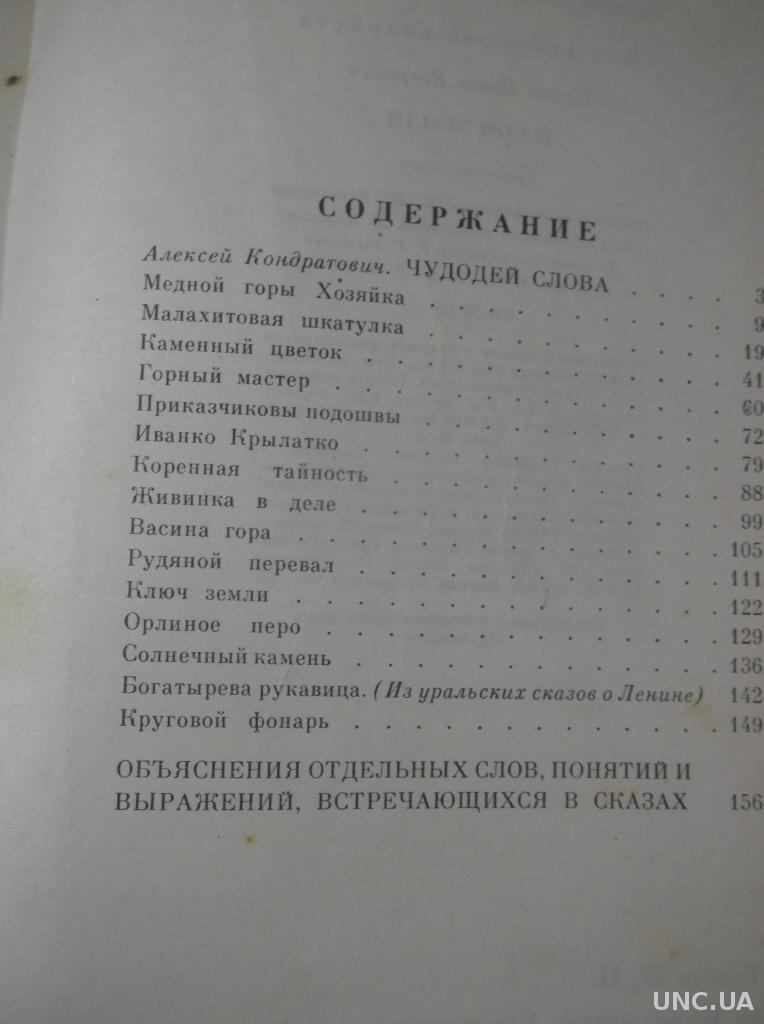 СОДЕРЖАНИЕ
Алексей Кондратович. ЧУДОДЕЙ СЛОВА . . . . 3
Медной горы Хозяйка . . . . . . . . . . 9
Малахитовая шкатулка . . . . . . . . . . 19
Каменный цветок . . . . . . . . . . . . 41
Горный мастер . . . . . . . . . . . . . 60
Приказчиковы подошвы . . . . . . . . . . 72
Иванко Крылатко . . . . . . . . . . . . 79
Коренная тайность . . . . . . . . . . . 88
Живинка в деле . . . . . . . . . . . . 99
Васина гора . . . . . . . . . . . . . . 105
Рудяной перевал . . . . . . . . . . . . 111
Ключ земли . . . . . . . . . . . . . . 122
Орлиное перо . . . . . . . . . . . . . 129
Солнечный камень . . . . . . . . . . . . 136
Богатырева рукавица. (Из уральских сказов о Ленине) 142
Круговой фонарь . . . . . . . . . . . . 149
ОБЪЯСНЕНИЯ ОТДЕЛЬНЫХ СЛОВ, ПОНЯТИЙ И
ВЫРАЖЕНИЙ, ВСТРЕЧАЮЩИХСЯ В СКАЗАХ 156
UNC.UA